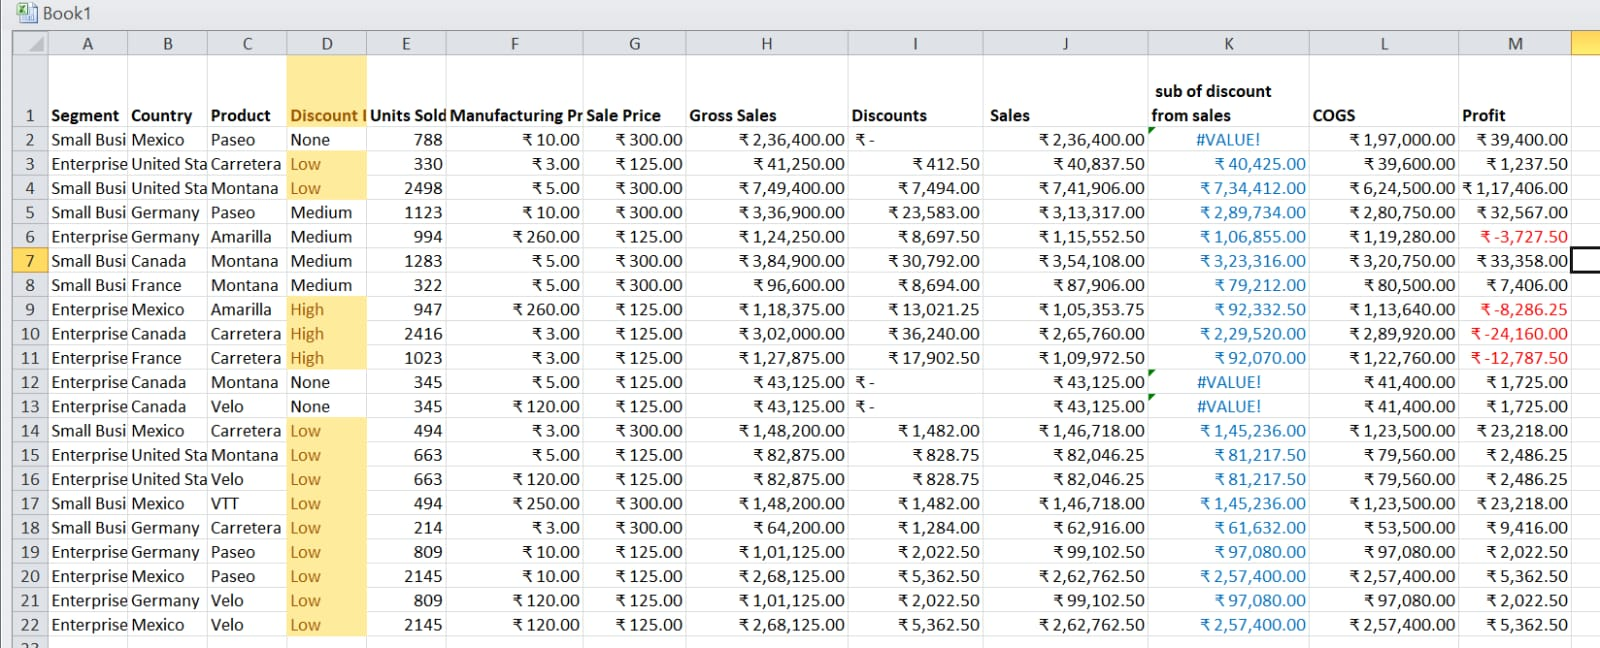 Book1
A B C D E F G H I J K L M
1 Segment Country Product Discount Units Sold Manufacturing Pr Sale Price Gross Sales Discounts Sales sub of discount from sales COGS Profit
2 Small Busi Mexico Paseo None 788 ₹ 10.00 ₹ 300.00 ₹ 2,36,400.00 ₹ - ₹ 2,36,400.00 #VALUE! ₹ 1,97,000.00 ₹ 39,400.00
3 Enterprise United Sta Carretera Low 330 ₹ 3.00 ₹ 125.00 ₹ 41,250.00 ₹ 412.50 ₹ 40,837.50 ₹ 40,425.00 ₹ 39,600.00 ₹ 1,237.50
4 Small Busi United Sta Montana Low 2498 ₹ 5.00 ₹ 300.00 ₹ 7,49,400.00 ₹ 7,494.00 ₹ 7,41,906.00 ₹ 7,34,412.00 ₹ 6,24,500.00 ₹ 1,17,406.00
5 Small Busi Germany Paseo Medium 1123 ₹ 10.00 ₹ 300.00 ₹ 3,36,900.00 ₹ 23,583.00 ₹ 3,13,317.00 ₹ 2,89,734.00 ₹ 2,80,750.00 ₹ 32,567.00
6 Enterprise Germany Amarilla Medium 994 ₹ 260.00 ₹ 125.00 ₹ 1,24,250.00 ₹ 8,697.50 ₹ 1,15,552.50 ₹ 1,06,855.00 ₹ 1,19,280.00 ₹ -3,727.50
7 Small Busi Canada Montana Medium 1283 ₹ 5.00 ₹ 300.00 ₹ 3,84,900.00 ₹ 30,792.00 ₹ 3,54,108.00 ₹ 3,23,316.00 ₹ 3,20,750.00 ₹ 33,358.00
8 Small Busi France Montana Medium 322 ₹ 5.00 ₹ 300.00 ₹ 96,600.00 ₹ 8,694.00 ₹ 87,906.00 ₹ 79,212.00 ₹ 80,500.00 ₹ 7,406.00
9 Enterprise Mexico Amarilla High 947 ₹ 260.00 ₹ 125.00 ₹ 1,18,375.00 ₹ 13,021.25 ₹ 1,05,353.75 ₹ 92,332.50 ₹ 1,13,640.00 ₹ -8,286.25
10 Enterprise Canada Carretera High 2416 ₹ 3.00 ₹ 125.00 ₹ 3,02,000.00 ₹ 36,240.00 ₹ 2,65,760.00 ₹ 2,29,520.00 ₹ 2,89,920.00 ₹ -24,160.00
11 Enterprise France Carretera High 1023 ₹ 3.00 ₹ 125.00 ₹ 1,27,875.00 ₹ 17,902.50 ₹ 1,09,972.50 ₹ 92,070.00 ₹ 1,22,760.00 ₹ -12,787.50
12 Enterprise Canada Montana None 345 ₹ 5.00 ₹ 125.00 ₹ 43,125.00 ₹ - ₹ 43,125.00 #VALUE! ₹ 41,400.00 ₹ 1,725.00
13 Enterprise Canada Velo None 345 ₹ 120.00 ₹ 125.00 ₹ 43,125.00 ₹ - ₹ 43,125.00 #VALUE! ₹ 41,400.00 ₹ 1,725.00
14 Small Busi Mexico Carretera Low 494 ₹ 3.00 ₹ 300.00 ₹ 1,48,200.00 ₹ 1,482.00 ₹ 1,46,718.00 ₹ 1,45,236.00 ₹ 1,23,500.00 ₹ 23,218.00
15 Enterprise United Sta Montana Low 663 ₹ 5.00 ₹ 125.00 ₹ 82,875.00 ₹ 828.75 ₹ 82,046.25 ₹ 81,217.50 ₹ 79,560.00 ₹ 2,486.25
16 Enterprise United Sta Velo Low 663 ₹ 120.00 ₹ 125.00 ₹ 82,875.00 ₹ 828.75 ₹ 82,046.25 ₹ 81,217.50 ₹ 79,560.00 ₹ 2,486.25
17 Small Busi Mexico VTT Low 494 ₹ 250.00 ₹ 300.00 ₹ 1,48,200.00 ₹ 1,482.00 ₹ 1,46,718.00 ₹ 1,45,236.00 ₹ 1,23,500.00 ₹ 23,218.00
18 Small Busi Germany Carretera Low 214 ₹ 3.00 ₹ 300.00 ₹ 64,200.00 ₹ 1,284.00 ₹ 62,916.00 ₹ 61,632.00 ₹ 53,500.00 ₹ 9,416.00
19 Enterprise Germany Paseo Low 809 ₹ 10.00 ₹ 125.00 ₹ 1,01,125.00 ₹ 2,022.50 ₹ 99,102.50 ₹ 97,080.00 ₹ 97,080.00 ₹ 2,022.50
20 Enterprise Mexico Paseo Low 2145 ₹ 10.00 ₹ 125.00 ₹ 2,68,125.00 ₹ 5,362.50 ₹ 2,62,762.50 ₹ 2,57,400.00 ₹ 2,57,400.00 ₹ 5,362.50
21 Enterprise Germany Velo Low 809 ₹ 120.00 ₹ 125.00 ₹ 1,01,125.00 ₹ 2,022.50 ₹ 99,102.50 ₹ 97,080.00 ₹ 97,080.00 ₹ 2,022.50
22 Enterprise Mexico Velo Low 2145 ₹ 120.00 ₹ 125.00 ₹ 2,68,125.00 ₹ 5,362.50 ₹ 2,62,762.50 ₹ 2,57,400.00 ₹ 2,57,400.00 ₹ 5,362.50